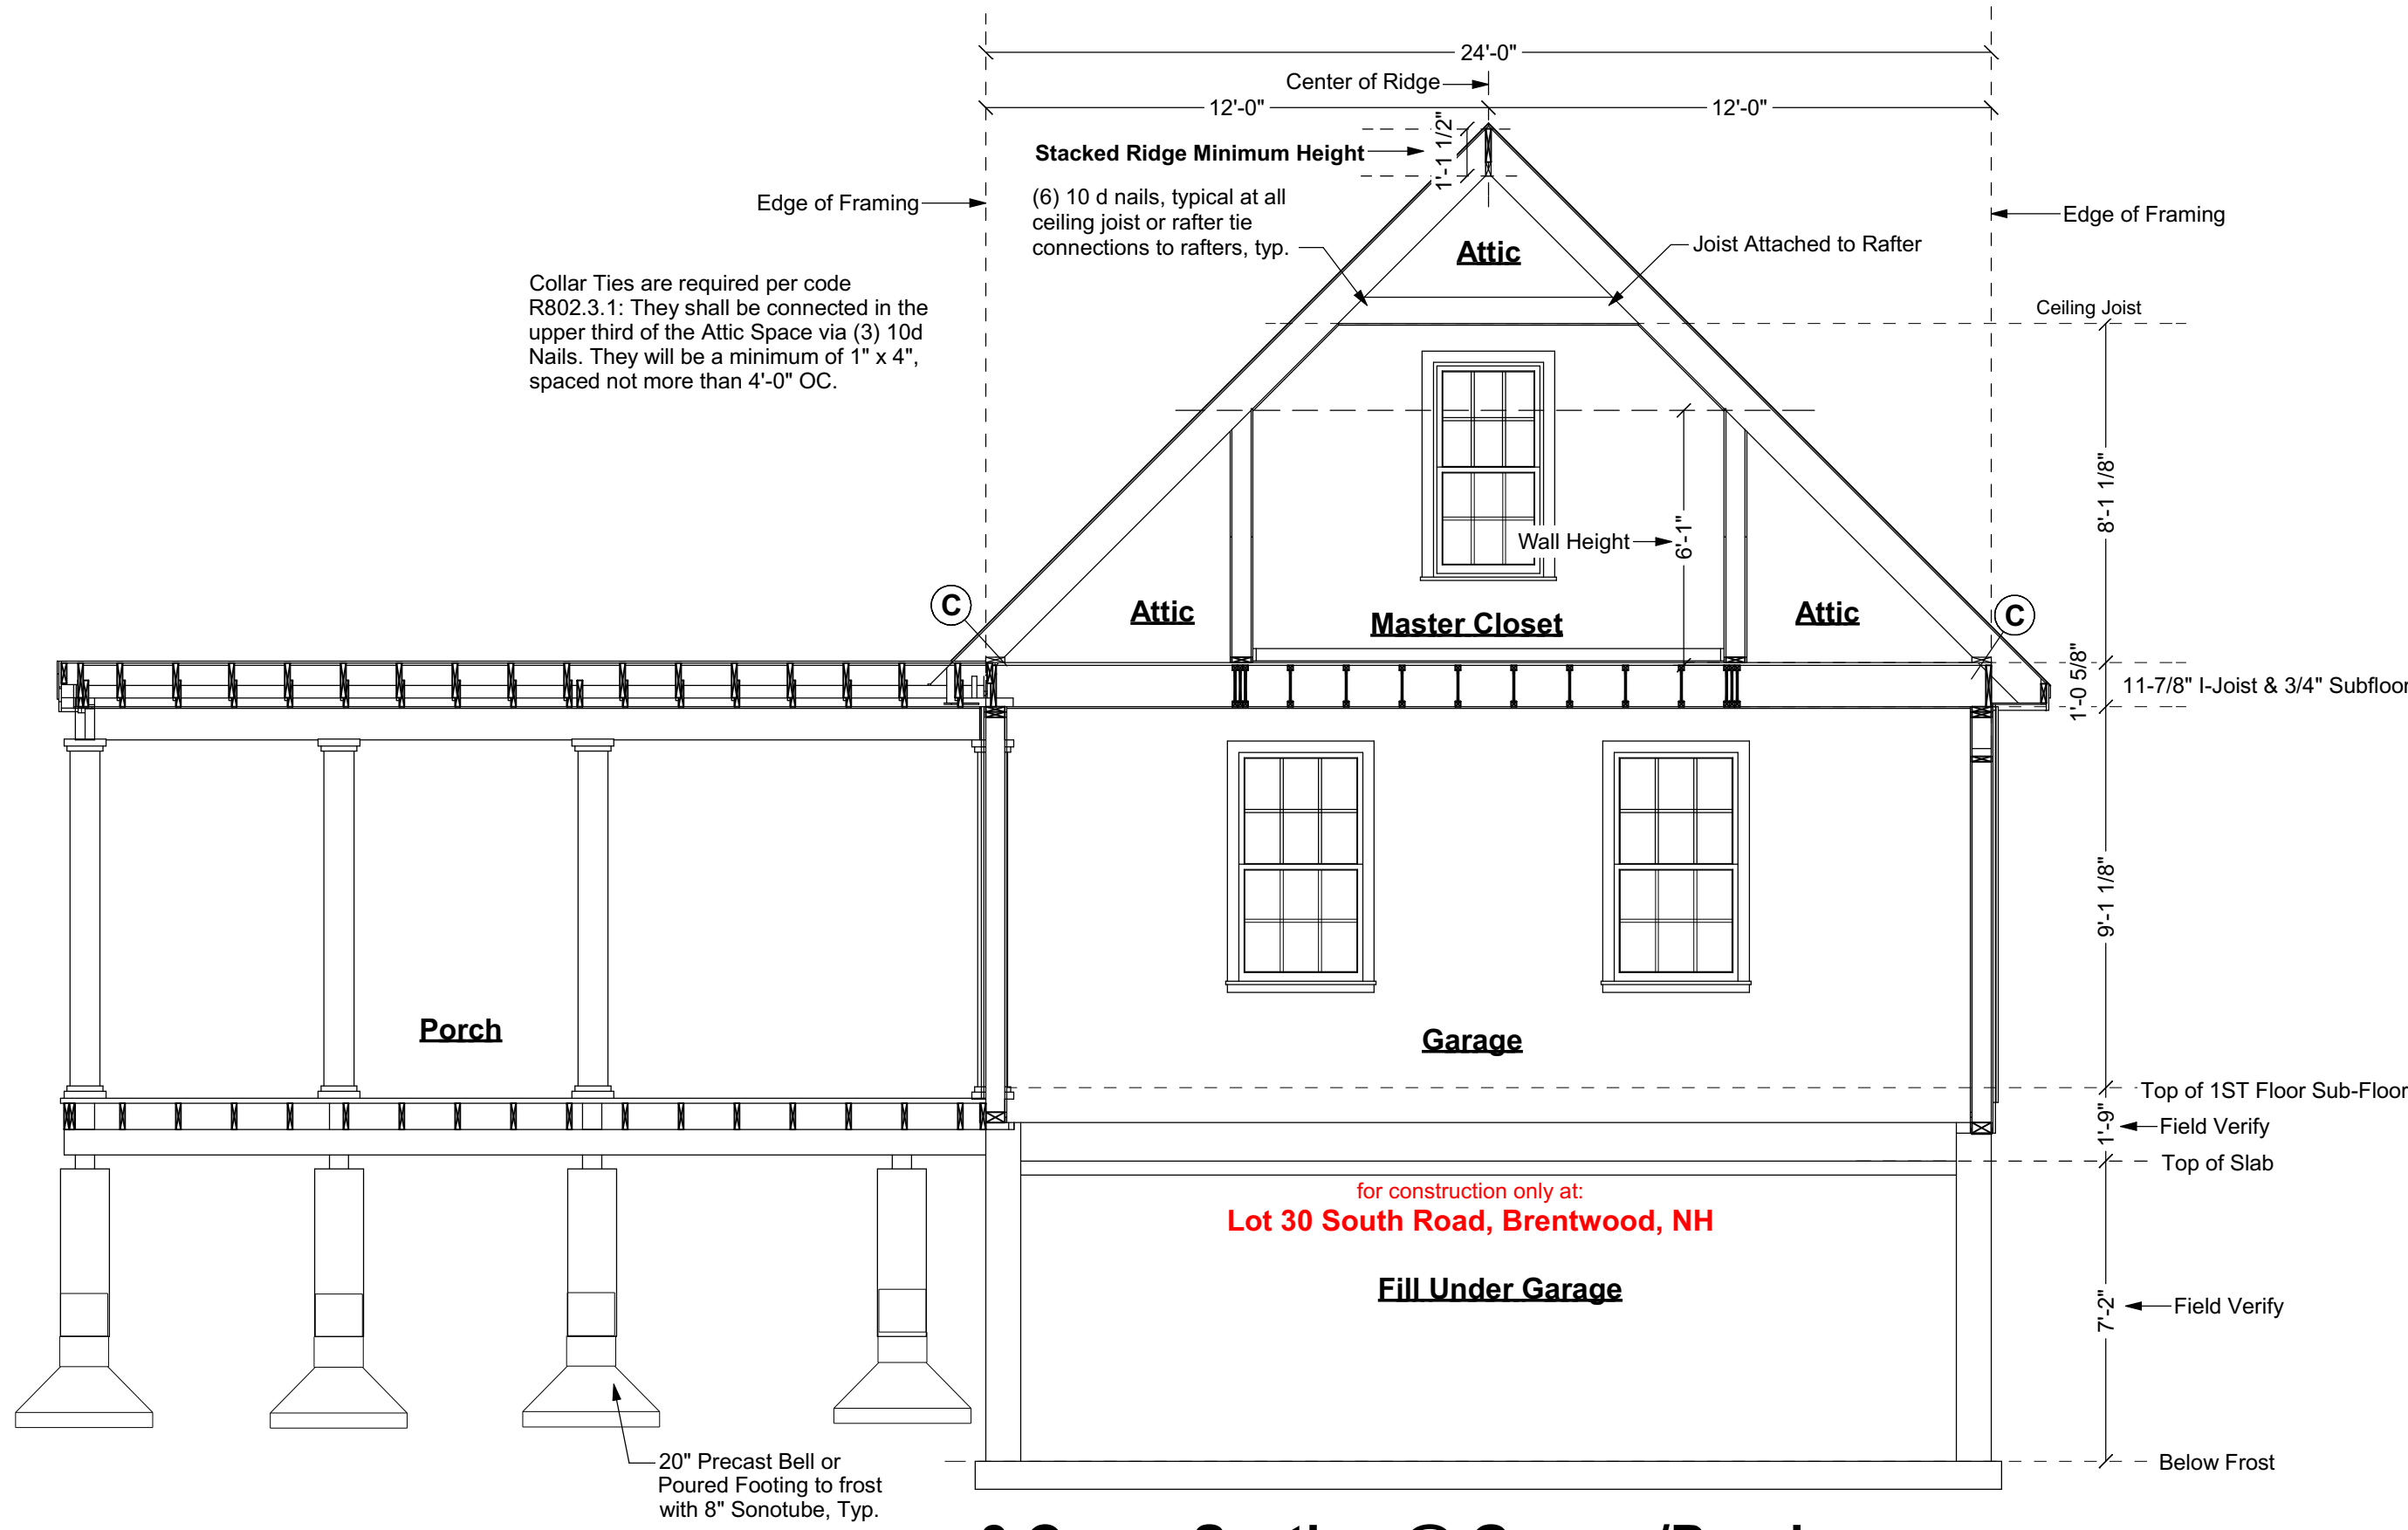 24'-0"
Center of Ridge
12'-0"
12'-0"
Stacked Ridge Minimum Height
1'-1 1/2"
(6) 10 d nails, typical at all
ceiling joist or rafter tie
connections to rafters, typ.
Edge of Framing
Edge of Framing
Attic
Joist Attached to Rafter
Collar Ties are required per code
R802.3.1: They shall be connected in the
upper third of the Attic Space via (3) 10d
Nails. They will be a minimum of 1" x 4",
spaced not more than 4'-0" OC.
Ceiling Joist
8'-1 1/8"
Wall Height
6'-1"
C
Attic
Master Closet
Attic
C
1'-0 5/8"
11-7/8" I-Joist & 3/4" Subfloor
9'-1 1/8"
Porch
Garage
Top of 1ST Floor Sub-Floor
1'-9"
Field Verify
Top of Slab
for construction only at:
Lot 30 South Road, Brentwood, NH
Fill Under Garage
7'-2"
Field Verify
20" Precast Bell or
Poured Footing to frost
with 8" Sonotube, Typ.
Below Frost